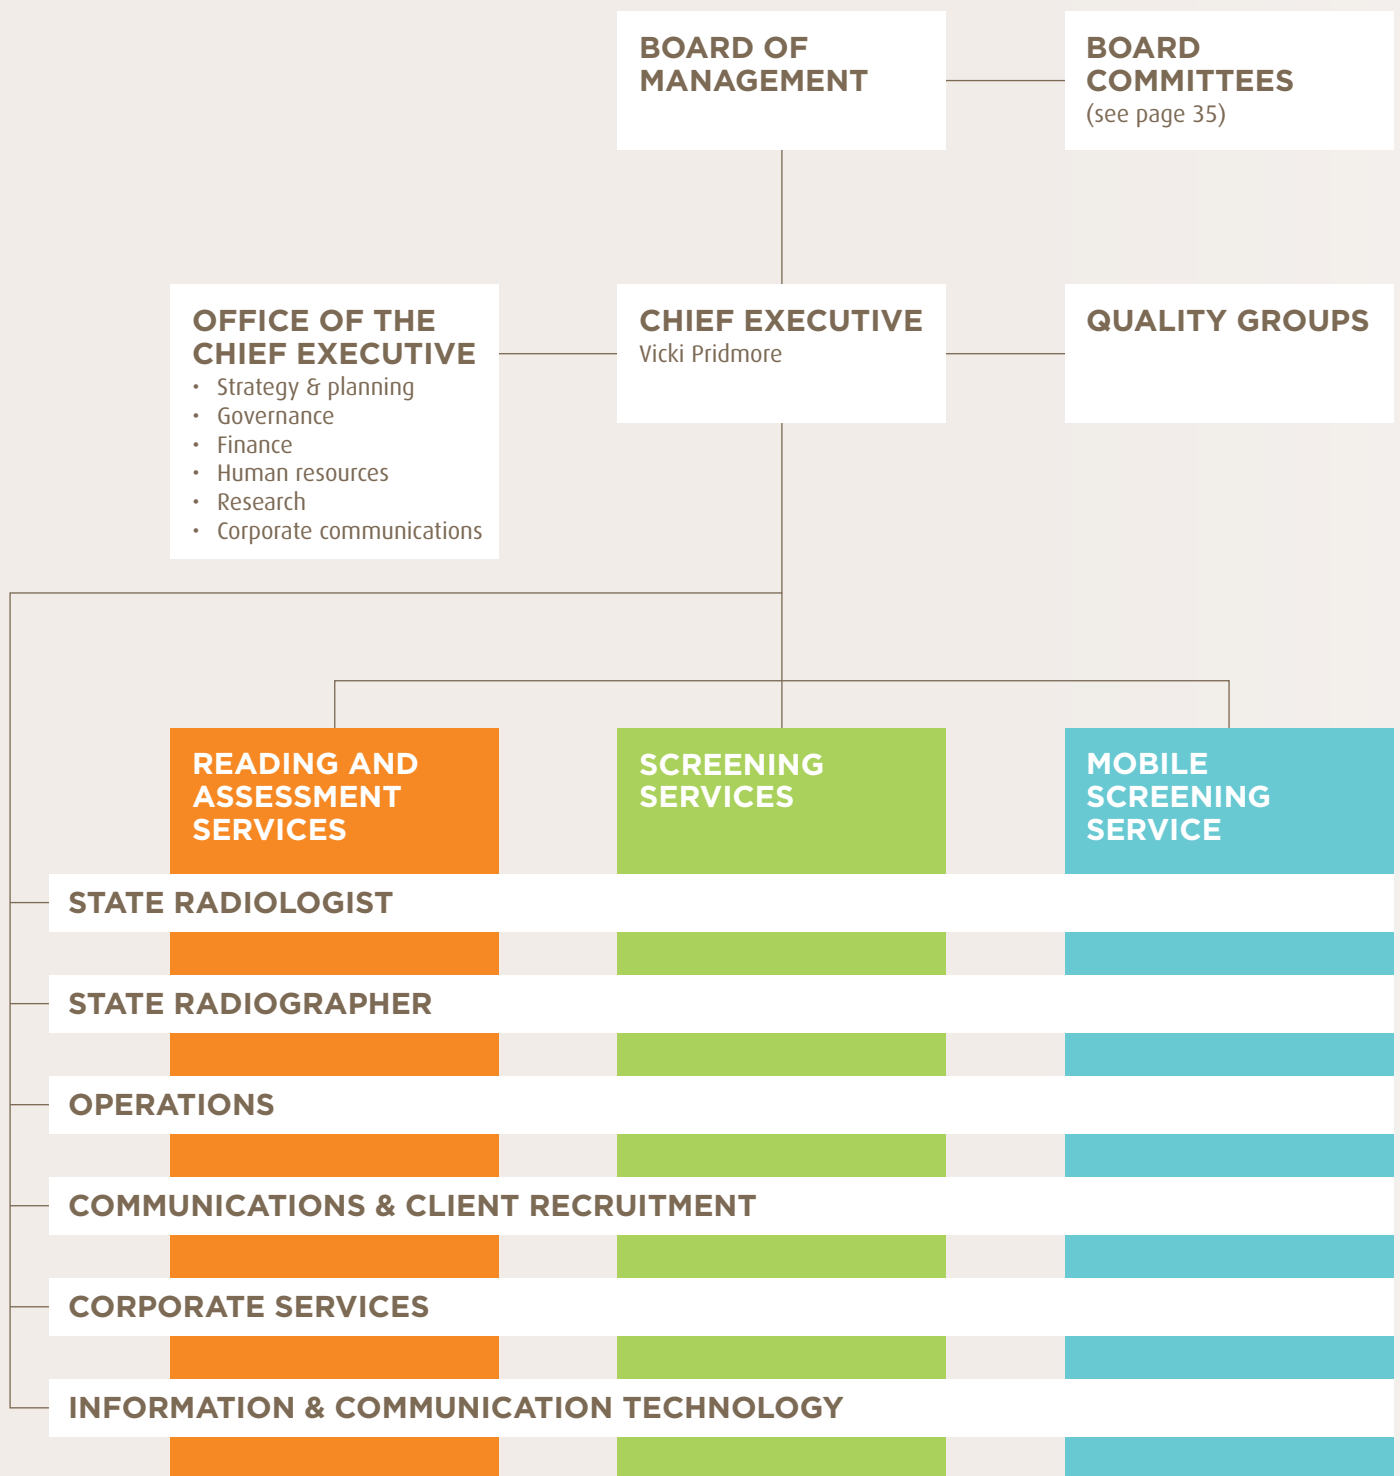 BOARD OF
MANAGEMENT
BOARD
COMMITTEES
(see page 35)
OFFICE OF THE
CHIEF EXECUTIVE
• Strategy & planning
• Governance
• Finance
• Human resources
• Research
• Corporate communications
CHIEF EXECUTIVE
Vicki Pridmore
QUALITY GROUPS
READING AND
ASSESSMENT
SERVICES
SCREENING
SERVICES
MOBILE
SCREENING
SERVICE
STATE RADIOLOGIST
STATE RADIOGRAPHER
OPERATIONS
COMMUNICATIONS & CLIENT RECRUITMENT
CORPORATE SERVICES
INFORMATION & COMMUNICATION TECHNOLOGY